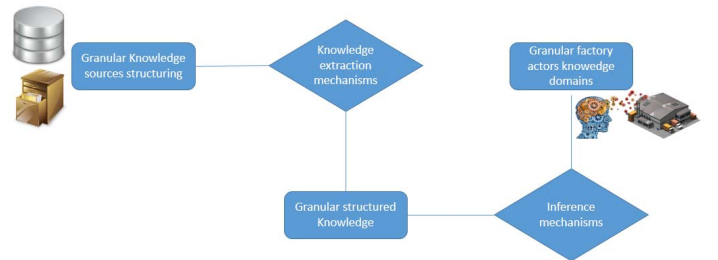 Granular Knowledge
sources structuring
Knowledge
extraction
mechanisms
Granular factory
actors knowedge
domains
Granular structured
Knowledge
Inference
mechanisms